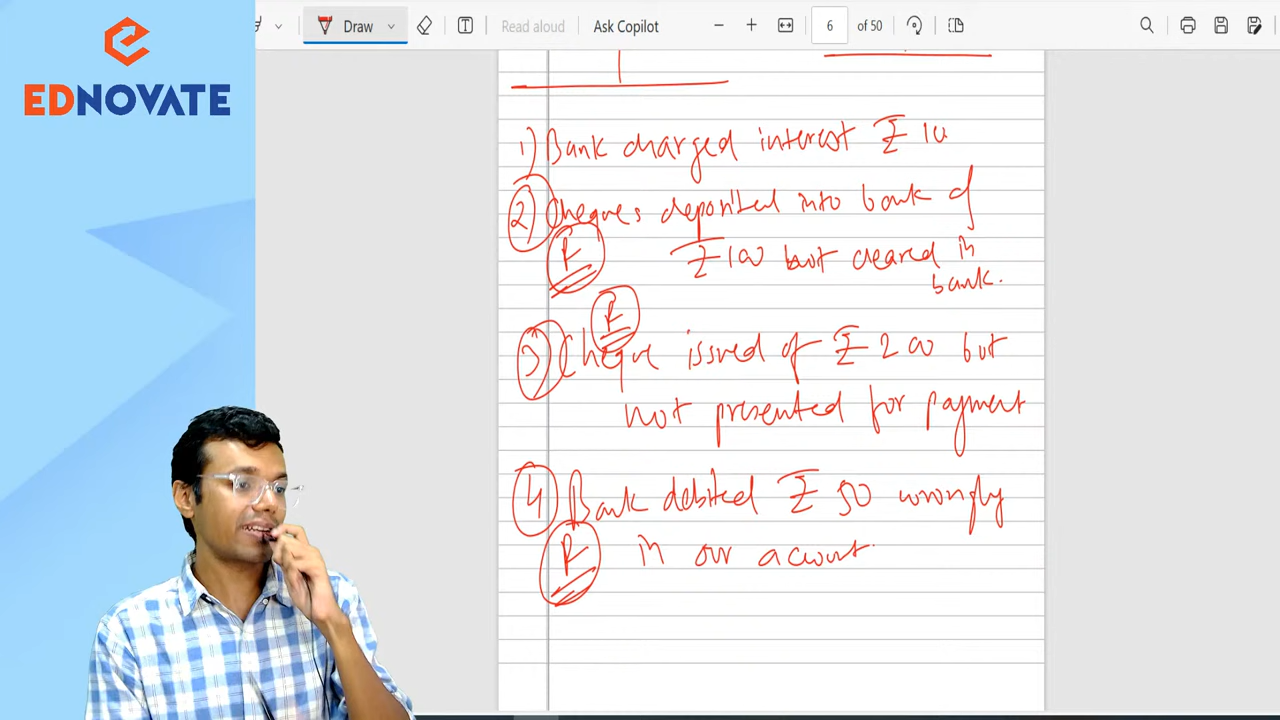 Draw
Read aloud
Ask Copilot
6
of 50
EDNOVATE
1) Bank charged interest ₹ 100
2) Cheques deposited into bank of
R
₹ 100 but cleared in
bank.
R
3) Cheque issued of ₹ 200 but
not presented for payment
4) Bank debited ₹ 50 wrongly
R
in our account.